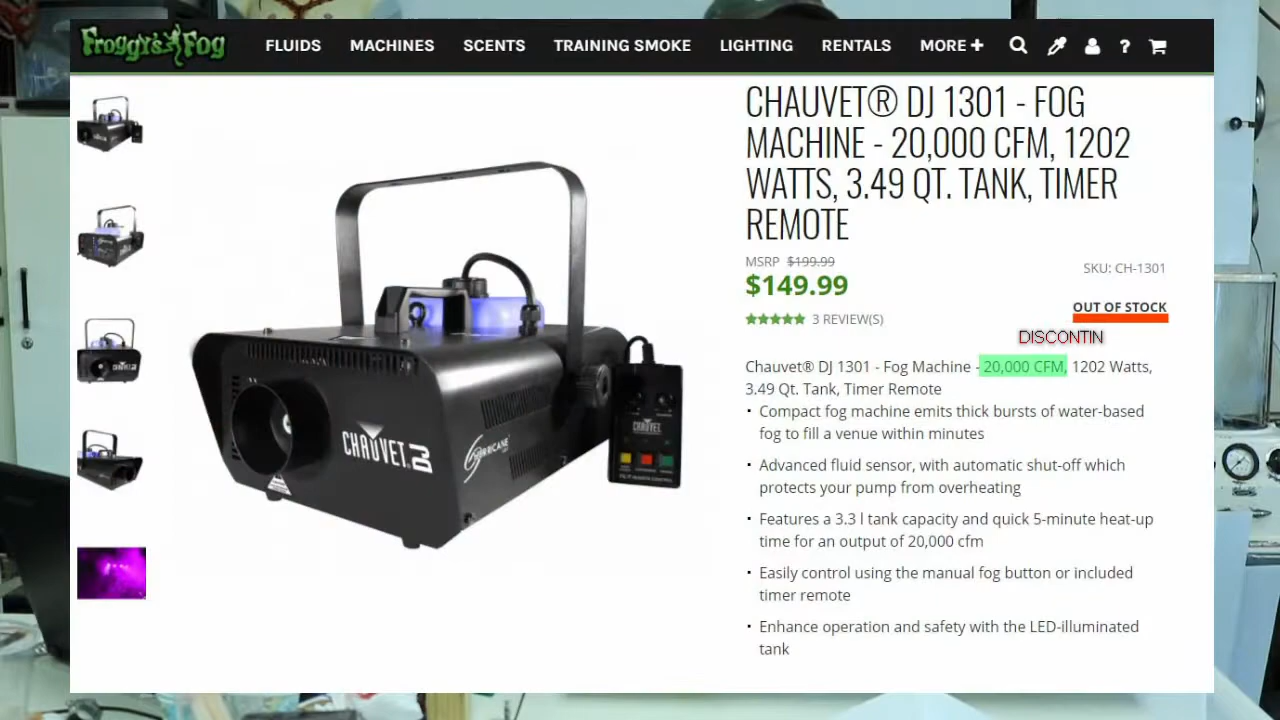 Froggy's Fog
FLUIDS MACHINES SCENTS TRAINING SMOKE LIGHTING RENTALS MORE +
CHAUVET® DJ 1301 - FOG
MACHINE - 20,000 CFM, 1202
WATTS, 3.49 QT. TANK, TIMER
REMOTE
MSRP $199.99
SKU: CH-1301
$149.99
OUT OF STOCK
3 REVIEW(S)
DISCONTIN
Chauvet® DJ 1301 - Fog Machine - 20,000 CFM, 1202 Watts,
3.49 Qt. Tank, Timer Remote
· Compact fog machine emits thick bursts of water-based
fog to fill a venue within minutes
· Advanced fluid sensor, with automatic shut-off which
protects your pump from overheating
· Features a 3.3 l tank capacity and quick 5-minute heat-up
time for an output of 20,000 cfm
· Easily control using the manual fog button or included
timer remote
· Enhance operation and safety with the LED-illuminated
tank
CHAUVET
HURRICANE
CHAUVET